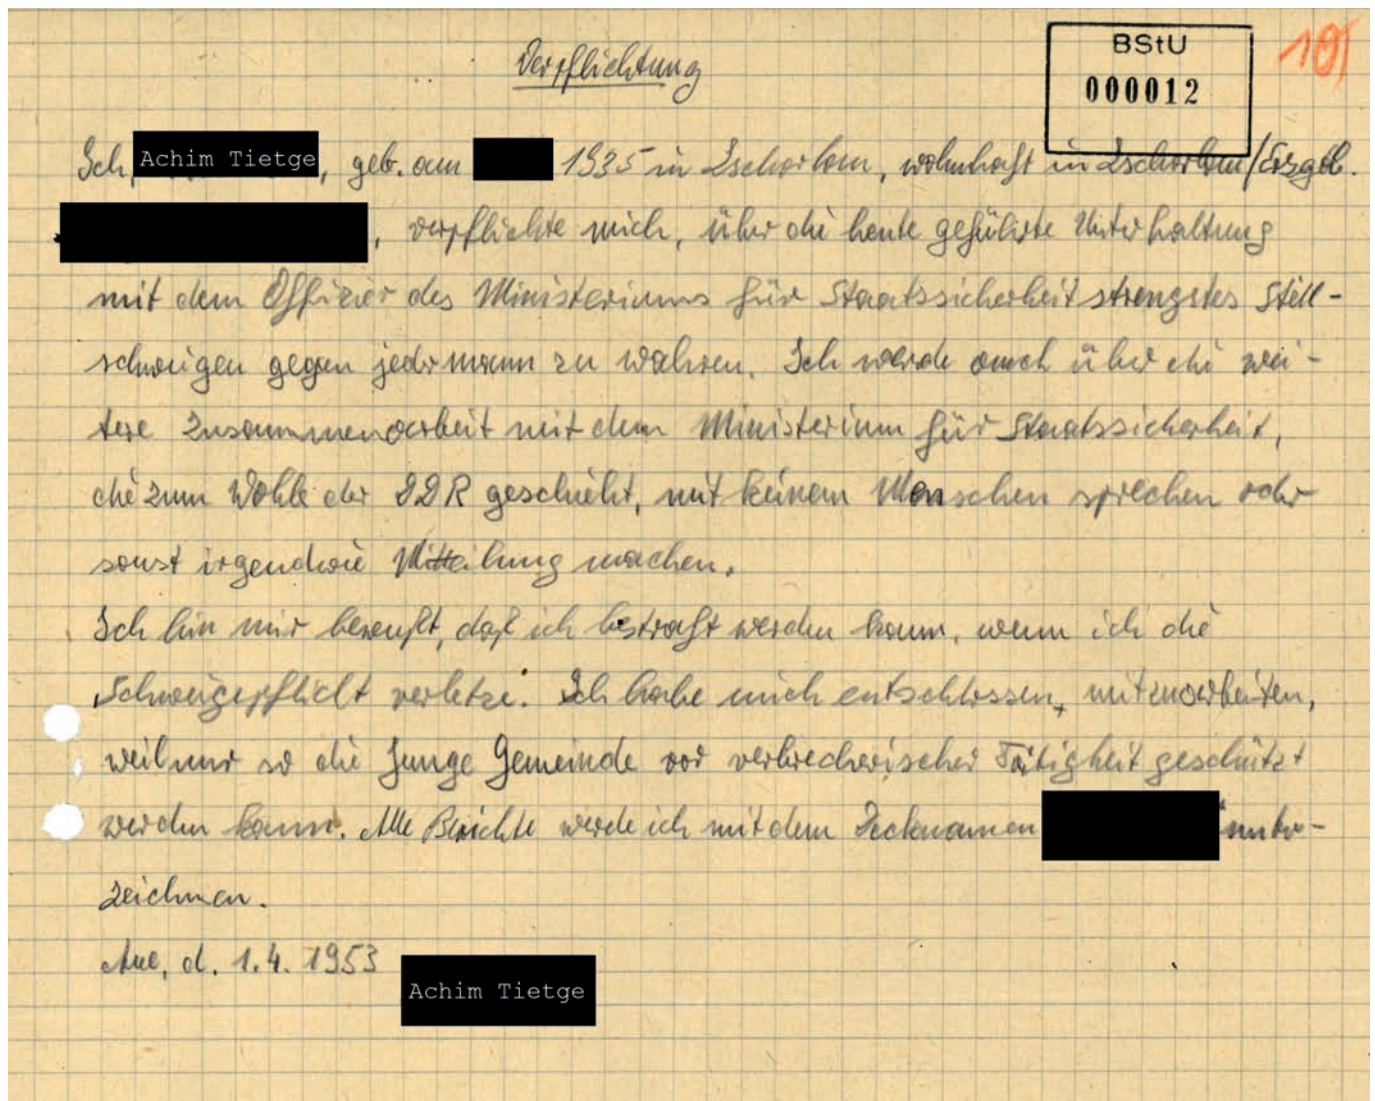 BStU
000012
101
Verpflichtung
Ich, Achim Tietge, geb. am 1935 in Zschorlau, wohnhaft in Zschorlau/Erzgeb.
, verpflichte mich, über die heute geführte Unterhaltung
mit dem Offizier des Ministeriums für Staatssicherheit strengstes Still-
schweigen gegen jedermann zu wahren. Ich werde auch über die wei-
tere Zusammenarbeit mit dem Ministerium für Staatssicherheit,
die zum Wohle der DDR geschieht, mit keinem Menschen sprechen oder
sonst irgendwie Mitteilung machen.
Ich bin mir bewußt, daß ich bestraft werden kann, wenn ich die
Schweigepflicht verletze. Ich habe mich entschlossen, mitzuarbeiten,
weil nur so die Junge Gemeinde vor verbrecherischer Tätigkeit geschützt
werden kann. Alle Berichte werde ich mit dem Decknamen unter-
zeichnen.
Aue, d. 1.4. 1953 Achim Tietge